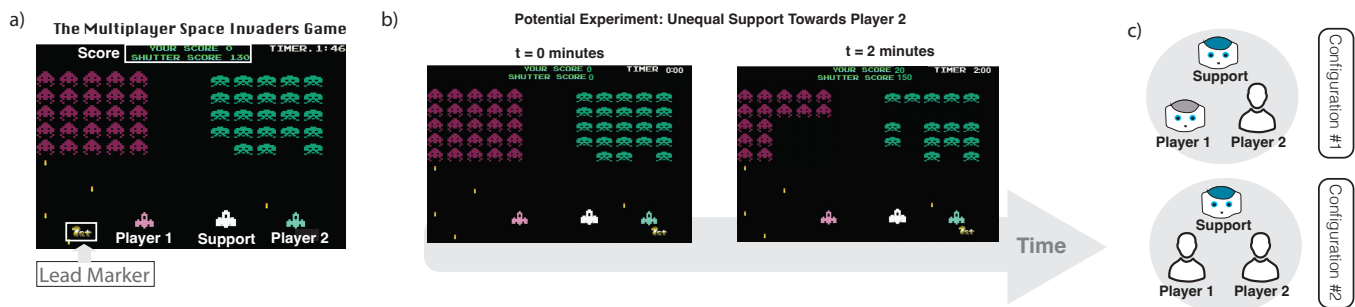 a)
The Multiplayer Space Invaders Game
Score
YOUR SCORE 0
SHUTTER SCORE 130
TIMER.1:46
1st
Player 1
Support
Player 2
Lead Marker
b)
Potential Experiment: Unequal Support Towards Player 2
t = 0 minutes
YOUR SCORE 0
SHUTTER SCORE 0
TIMER 0:00
1st
t = 2 minutes
YOUR SCORE 20
SHUTTER SCORE 150
TIMER 2:00
1st
Time
c)
Support
Player 1
Player 2
Configuration #1
Support
Player 1
Player 2
Configuration #2